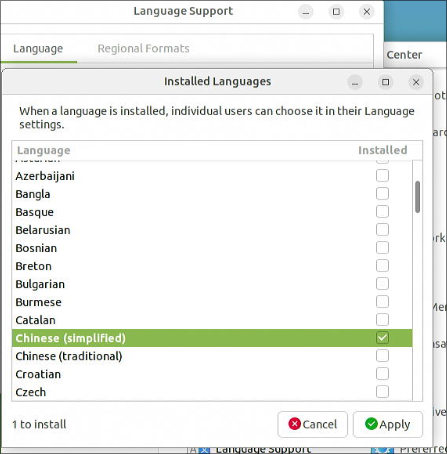 Language Support
Language Regional Formats
Center
Installed Languages
When a language is installed, individual users can choose it in their Language
settings.
Language Installed
Azerbaijani
Bangla
Basque
Belarusian
Bosnian
Breton
Bulgarian
Burmese
Catalan
Chinese (simplified)
Chinese (traditional)
Croatian
Czech
1 to install
Cancel
Apply
Language Support